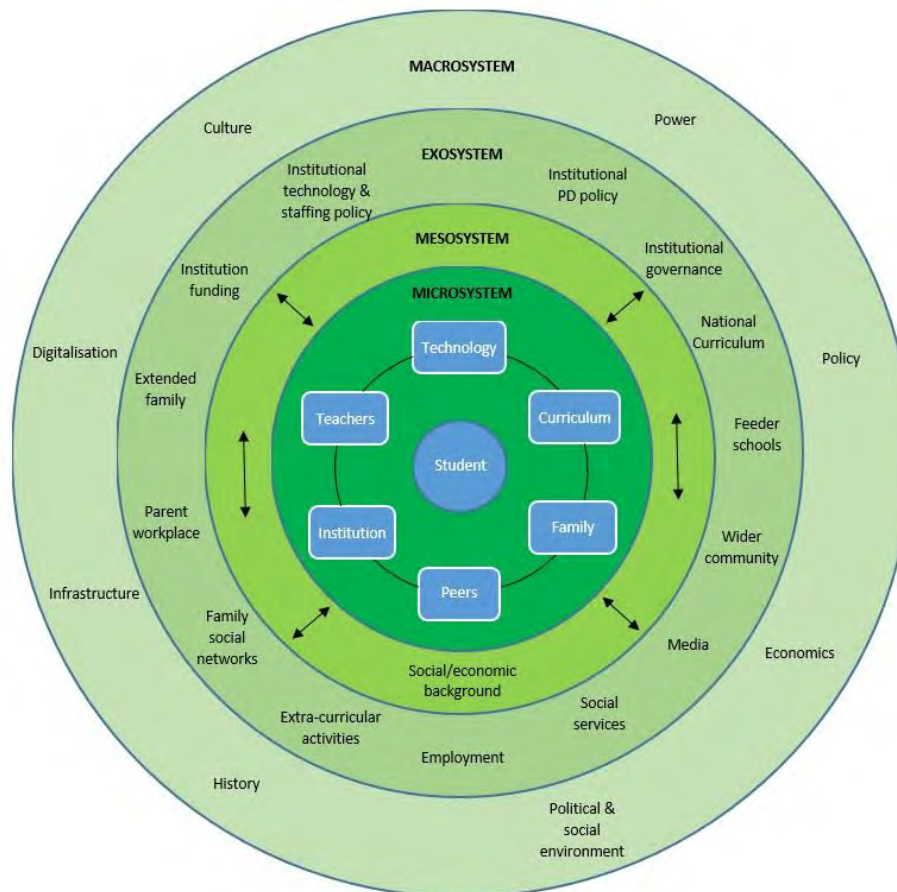 MACROSYSTEM
Power
Culture
EXOSYSTEM
Institutional
technology &
staffing policy
Institutional
PD policy
MESOSYSTEM
Institutional
governance
Institution
funding
MICROSYSTEM
National
Curriculum
Technology
Digitalisation
Policy
Extended
family
Teachers
Curriculum
Feeder
schools
Student
Parent
workplace
Institution
Family
Wider
community
Infrastructure
Peers
Family
social
networks
Media
Economics
Social/economic
background
Social
services
Extra-curricular
activities
Employment
History
Political &
social
environment